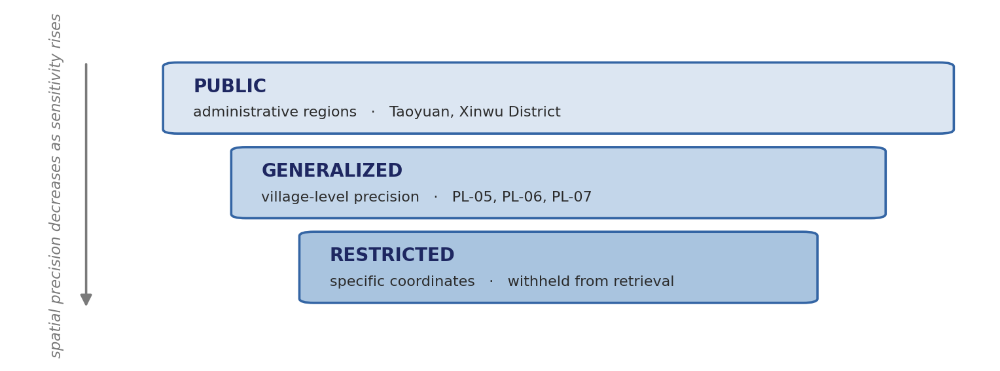 spatial precision decreases as sensitivity rises
PUBLIC
administrative regions · Taoyuan, Xinwu District
GENERALIZED
village-level precision · PL-05, PL-06, PL-07
RESTRICTED
specific coordinates · withheld from retrieval